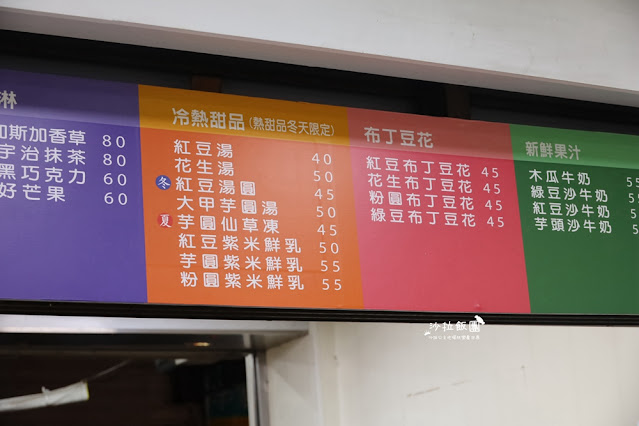 淋
加斯加香草 80
宇治抹茶 80
黑巧克力 60
好芒果 60
冷熱甜品 (熱甜品冬天限定)
紅豆湯 40
花生湯 50
冬 紅豆湯圓 45
大甲芋圓湯 50
夏 芋圓仙草凍 45
紅豆紫米鮮乳 50
芋圓紫米鮮乳 55
粉圓紫米鮮乳 55
布丁豆花
紅豆布丁豆花 45
花生布丁豆花 45
粉圓布丁豆花 45
綠豆布丁豆花 45
新鮮果汁
木瓜牛奶 55
綠豆沙牛奶
紅豆沙牛奶
芋頭沙牛奶
沙拉飯團